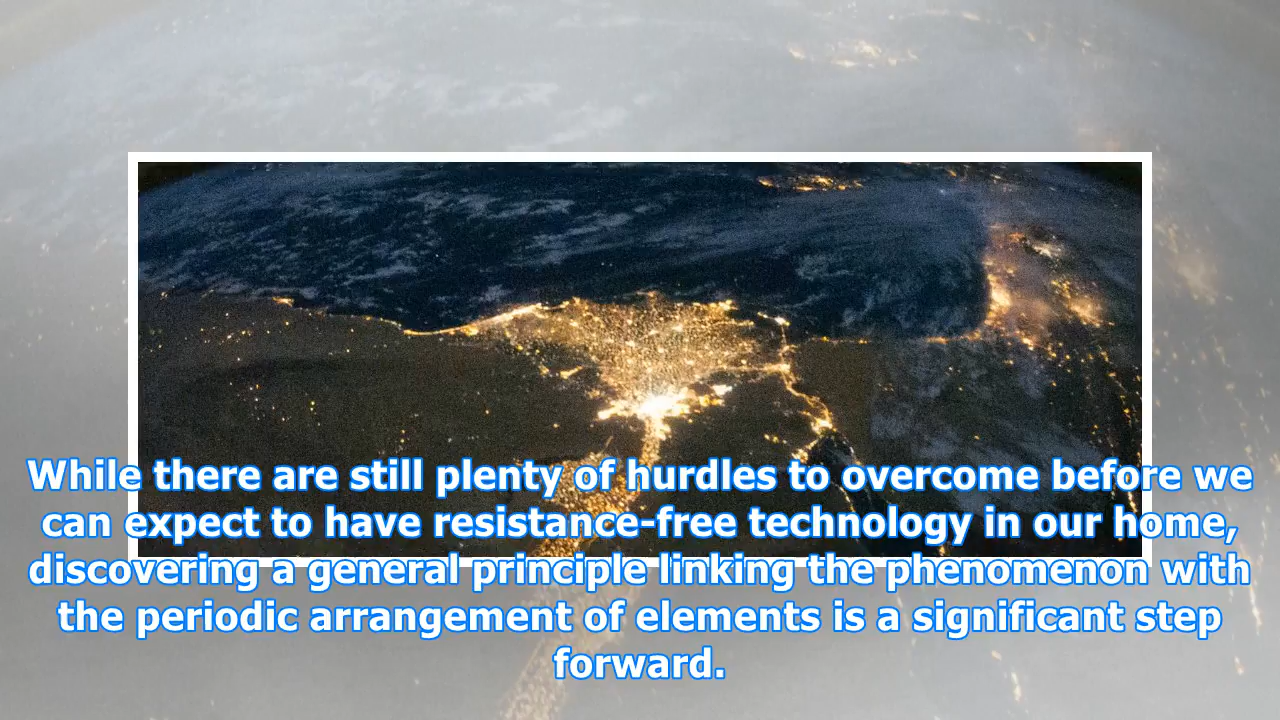 While there are still plenty of hurdles to overcome before we
can expect to have resistance-free technology in our home,
discovering a general principle linking the phenomenon with
the periodic arrangement of elements is a significant step
forward.